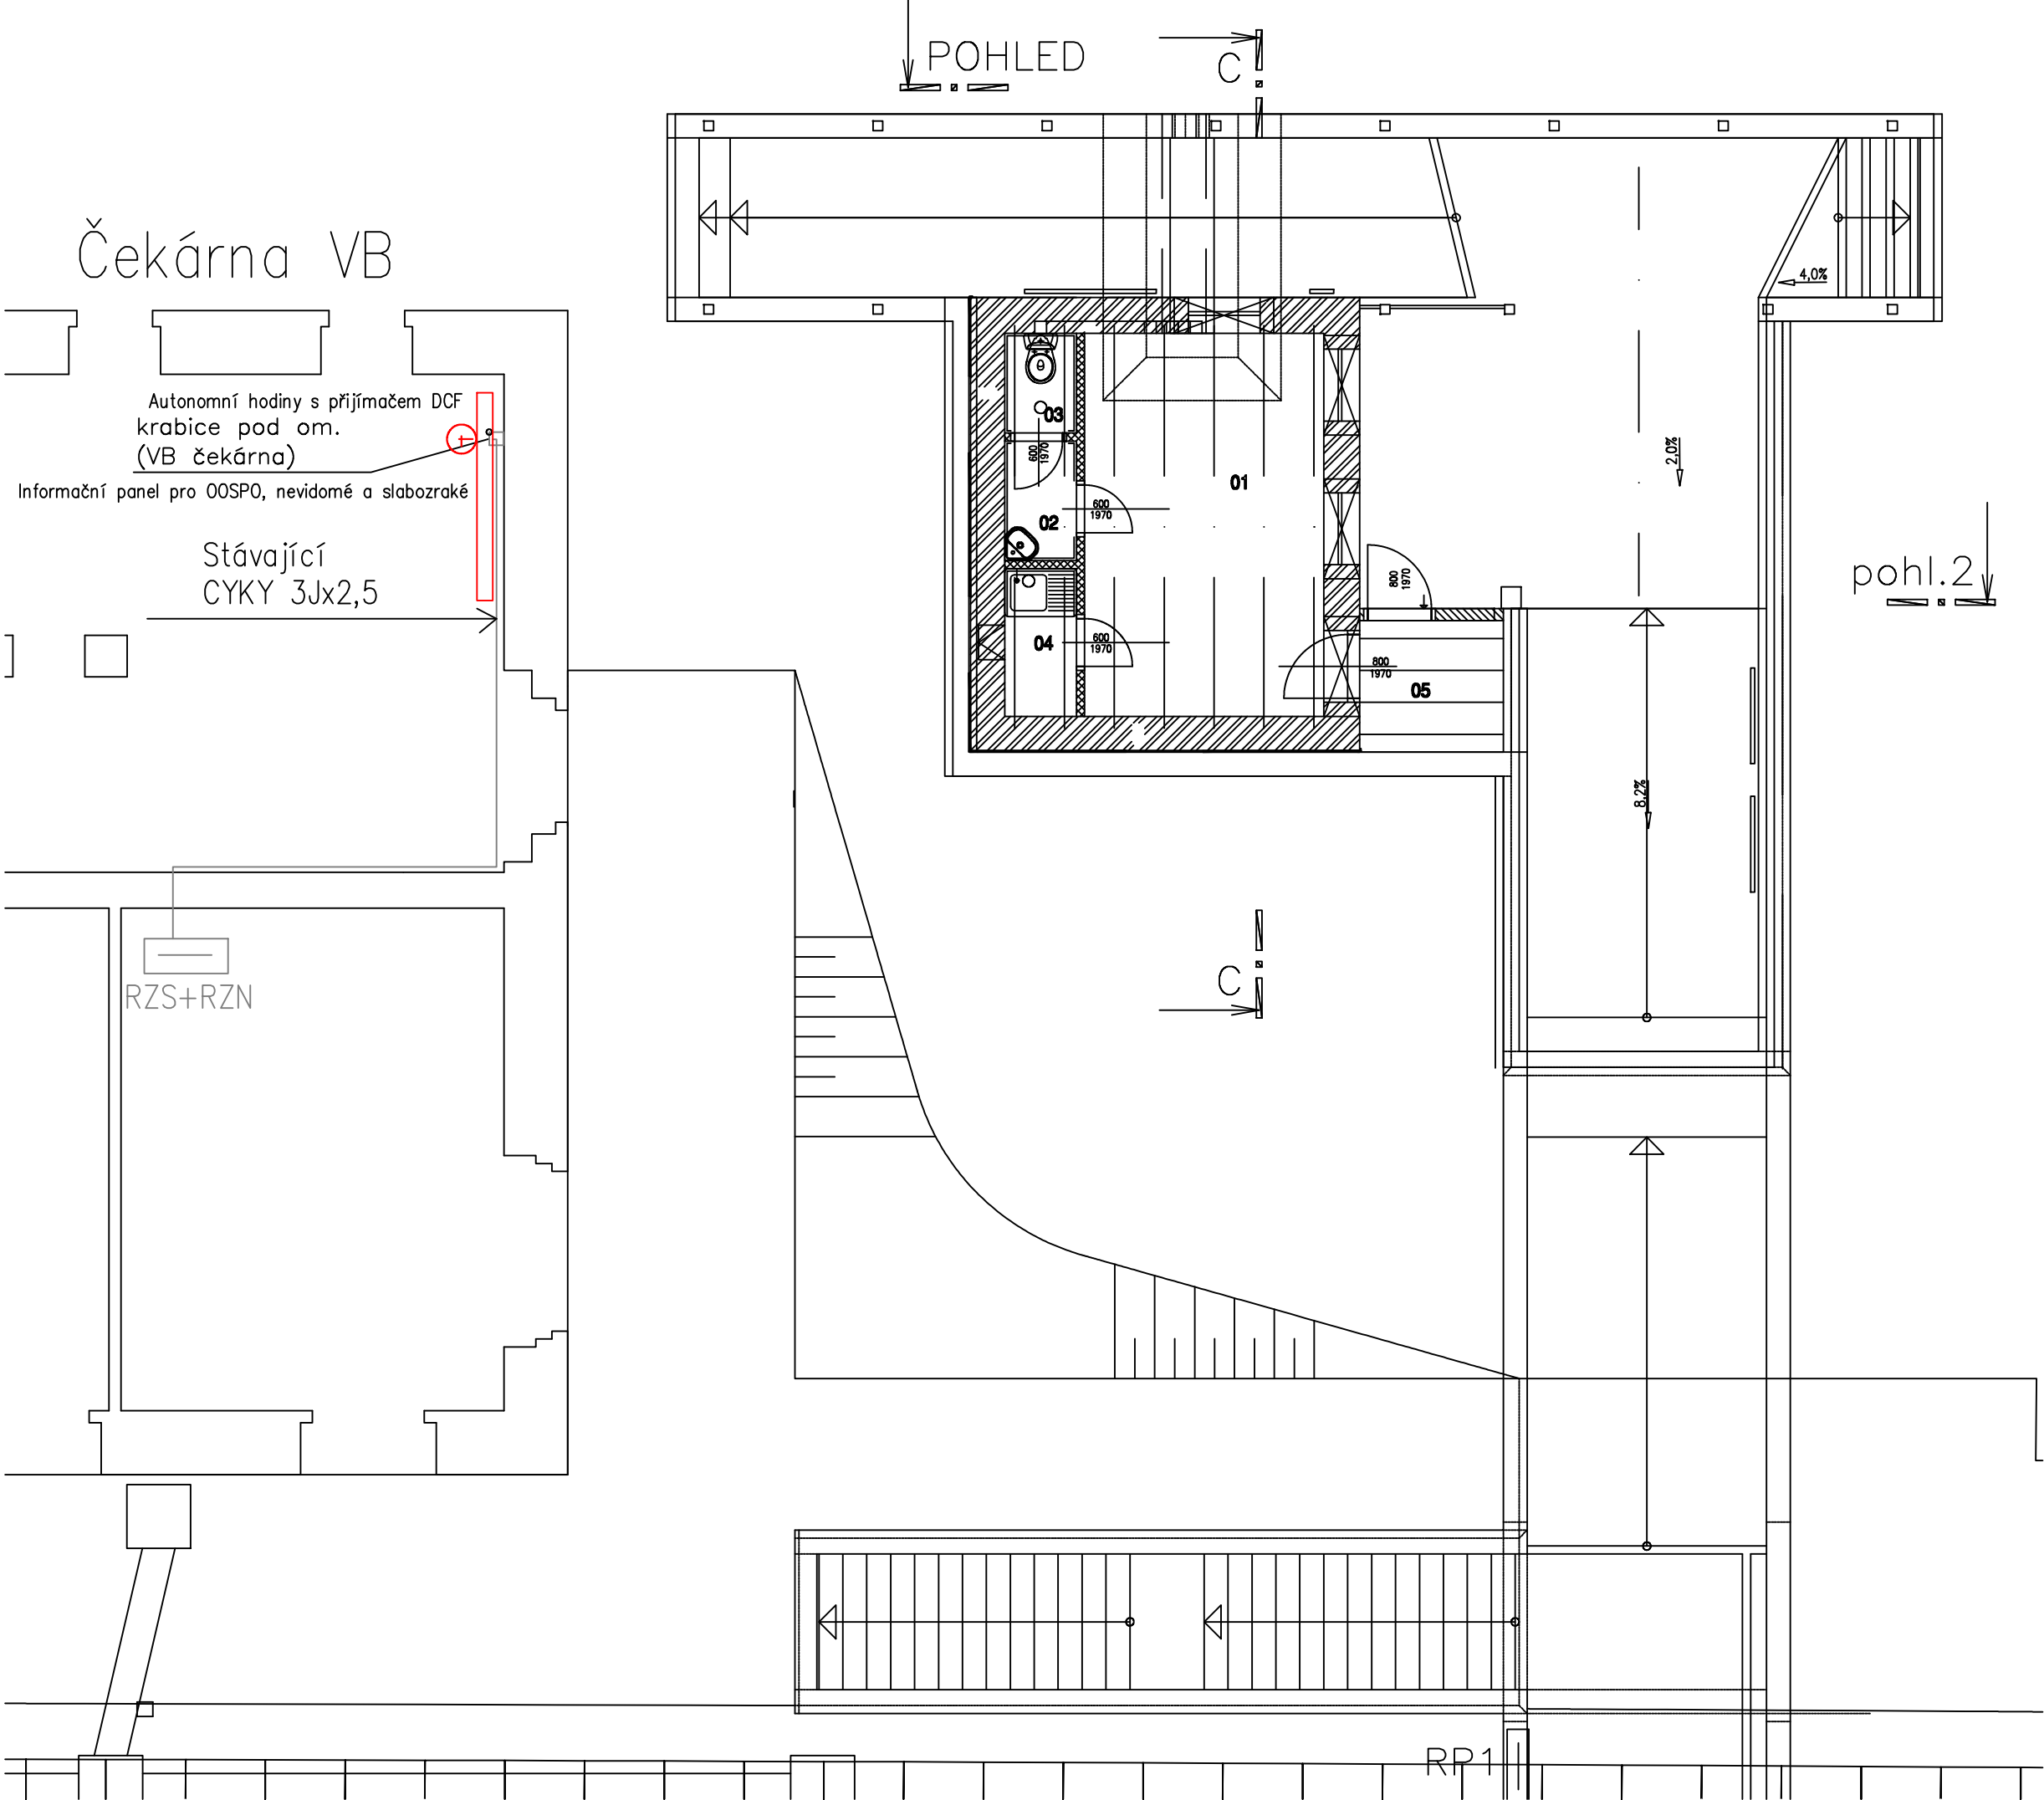 POHLED
C
Čekárna VB
4,0%
Autonomní hodiny s přijímačem DCF
krabice pod om.
(VB čekárna)
Informační panel pro OOSPO, nevidomé a slabozraké
Stávající
CYKY 3Jx2,5
03
600
1970
01
2,0%
600
1970
02
800
1970
pohl.2
04
600
1970
800
1970
05
8,2%
RZS+RZN
C
RP1